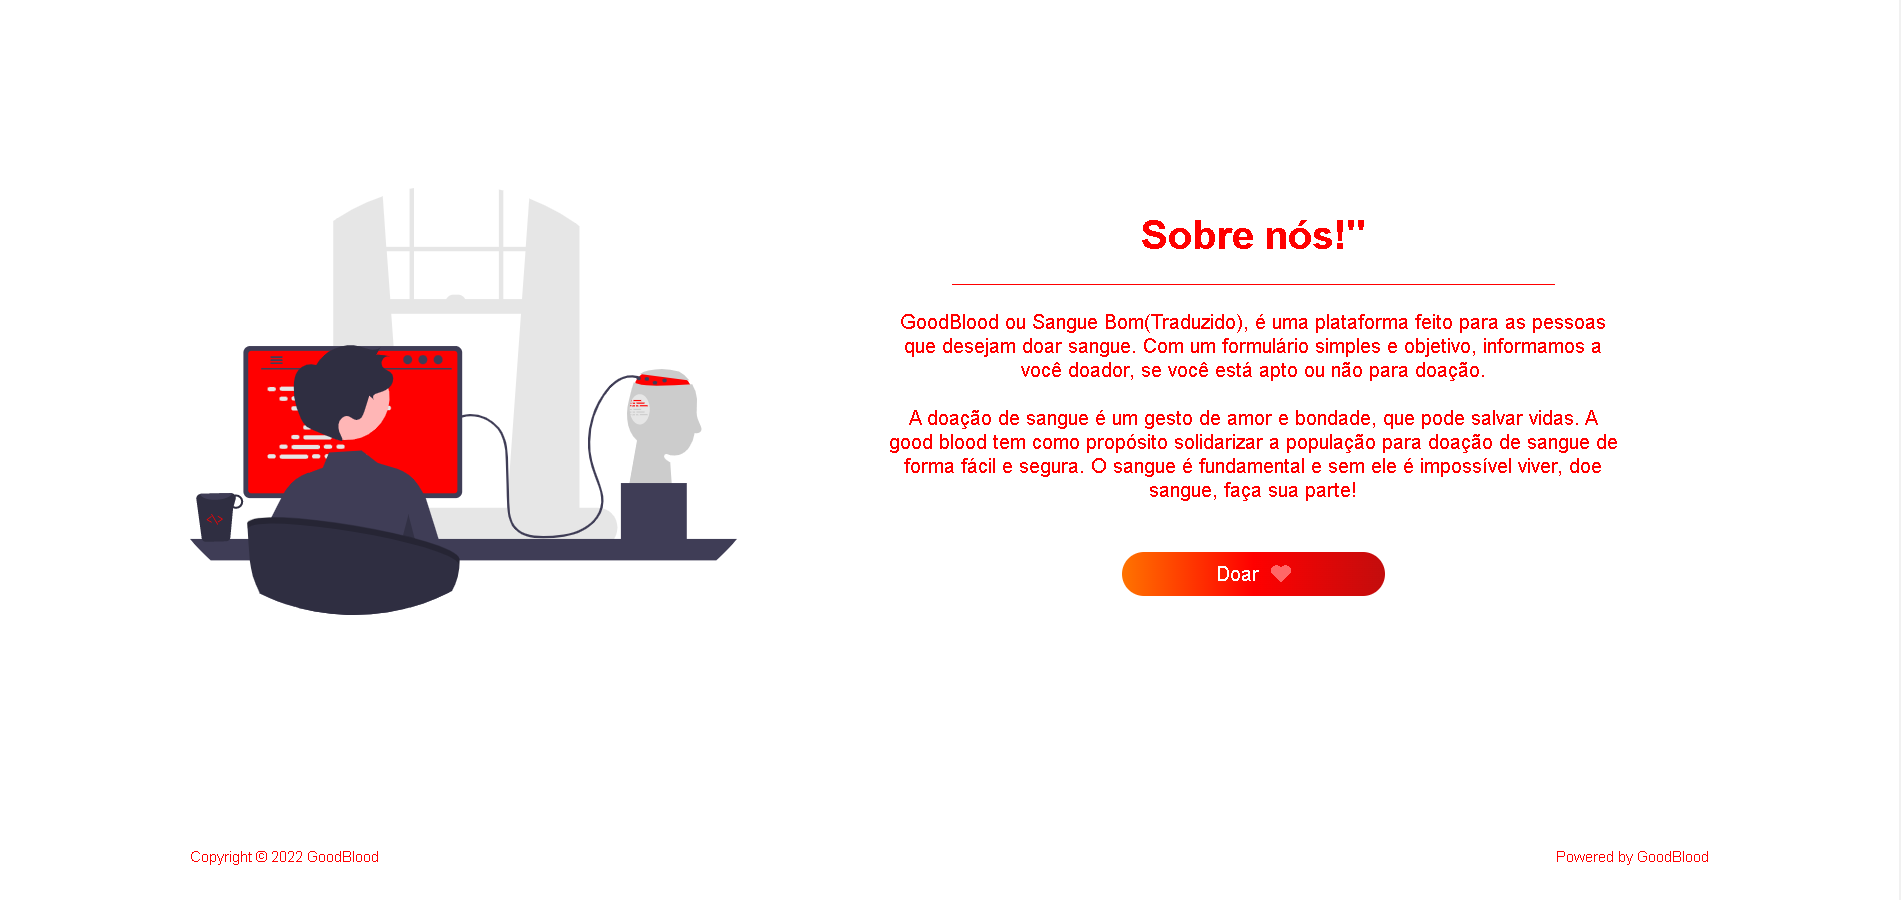 Sobre nós!"
GoodBlood ou Sangue Bom(Traduzido), é uma plataforma feito para as pessoas
que desejam doar sangue. Com um formulário simples e objetivo, informamos a
você doador, se você está apto ou não para doação.
A doação de sangue é um gesto de amor e bondade, que pode salvar vidas. A
good blood tem como propósito solidarizar a população para doação de sangue de
forma fácil e segura. O sangue é fundamental e sem ele é impossível viver, doe
sangue, faça sua parte!
Doar
Copyright © 2022 GoodBlood
Powered by GoodBlood